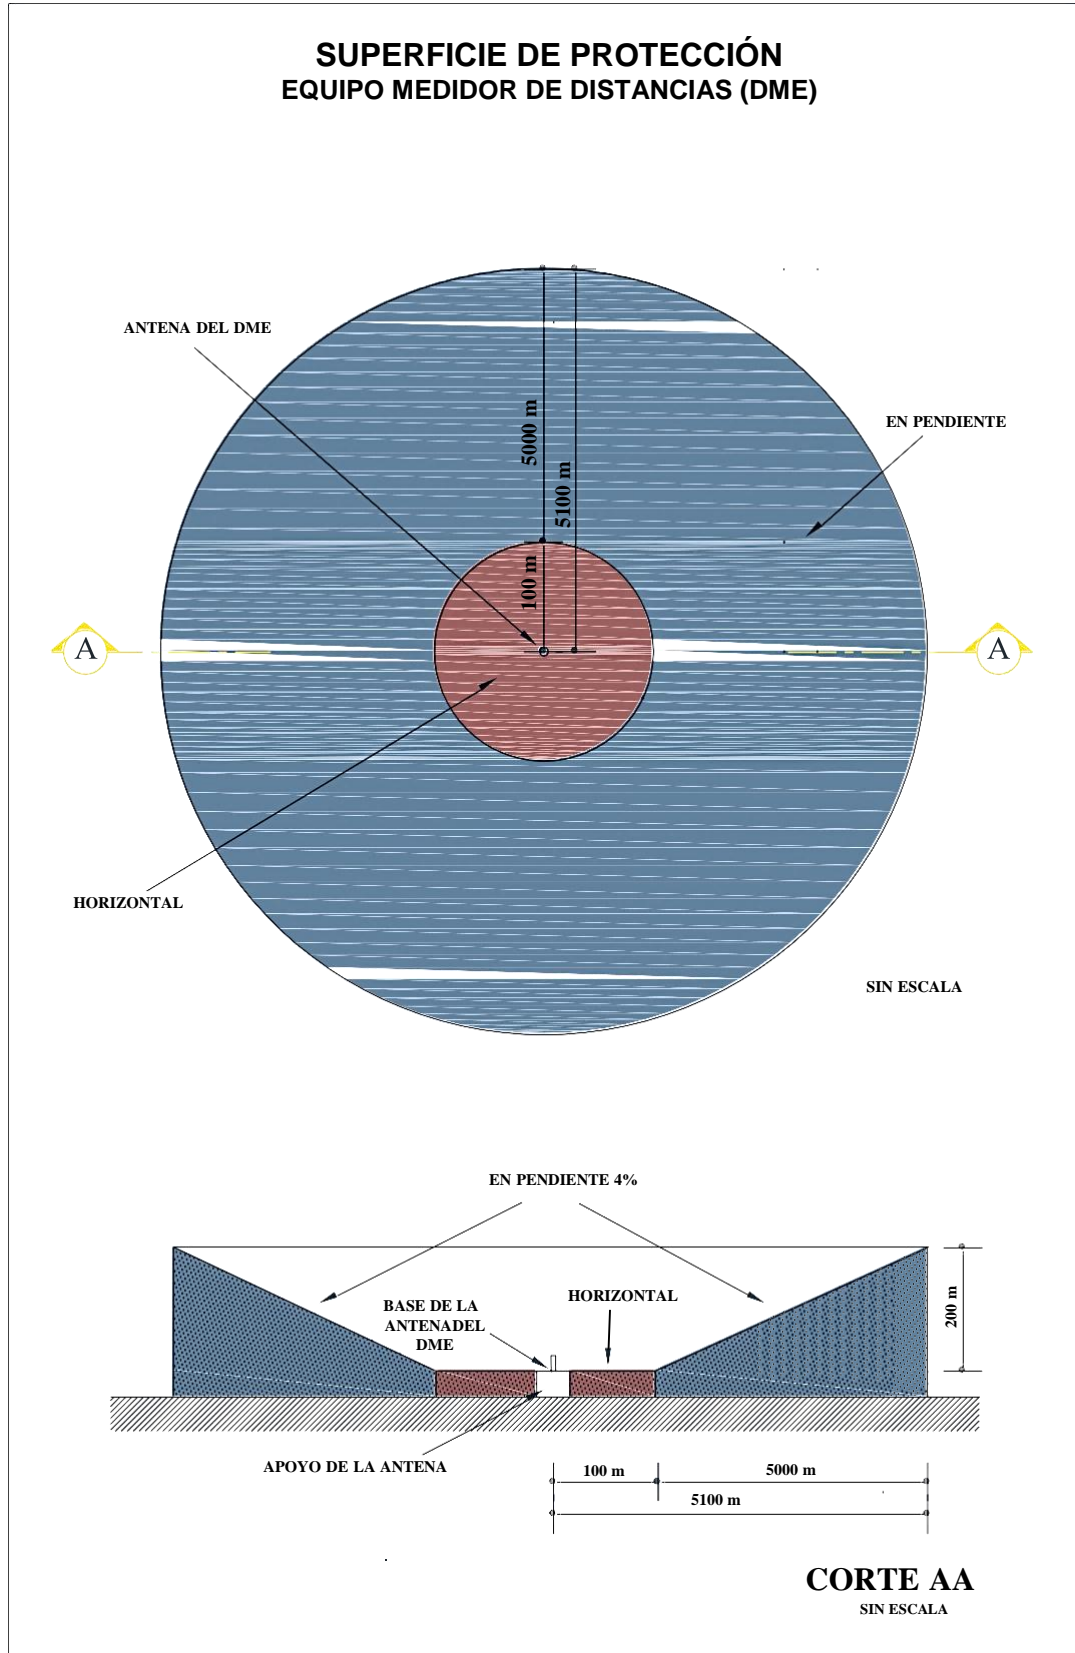 SUPERFICIE DE PROTECCIÓN
EQUIPO MEDIDOR DE DISTANCIAS (DME)
ANTENA DEL DME
EN PENDIENTE
5000 m
5100 m
100 m
A
A
HORIZONTAL
SIN ESCALA
EN PENDIENTE 4%
BASE DE LA
ANTENADEL
DME
HORIZONTAL
200 m
APOYO DE LA ANTENA
100 m
5000 m
5100 m
CORTE AA
SIN ESCALA